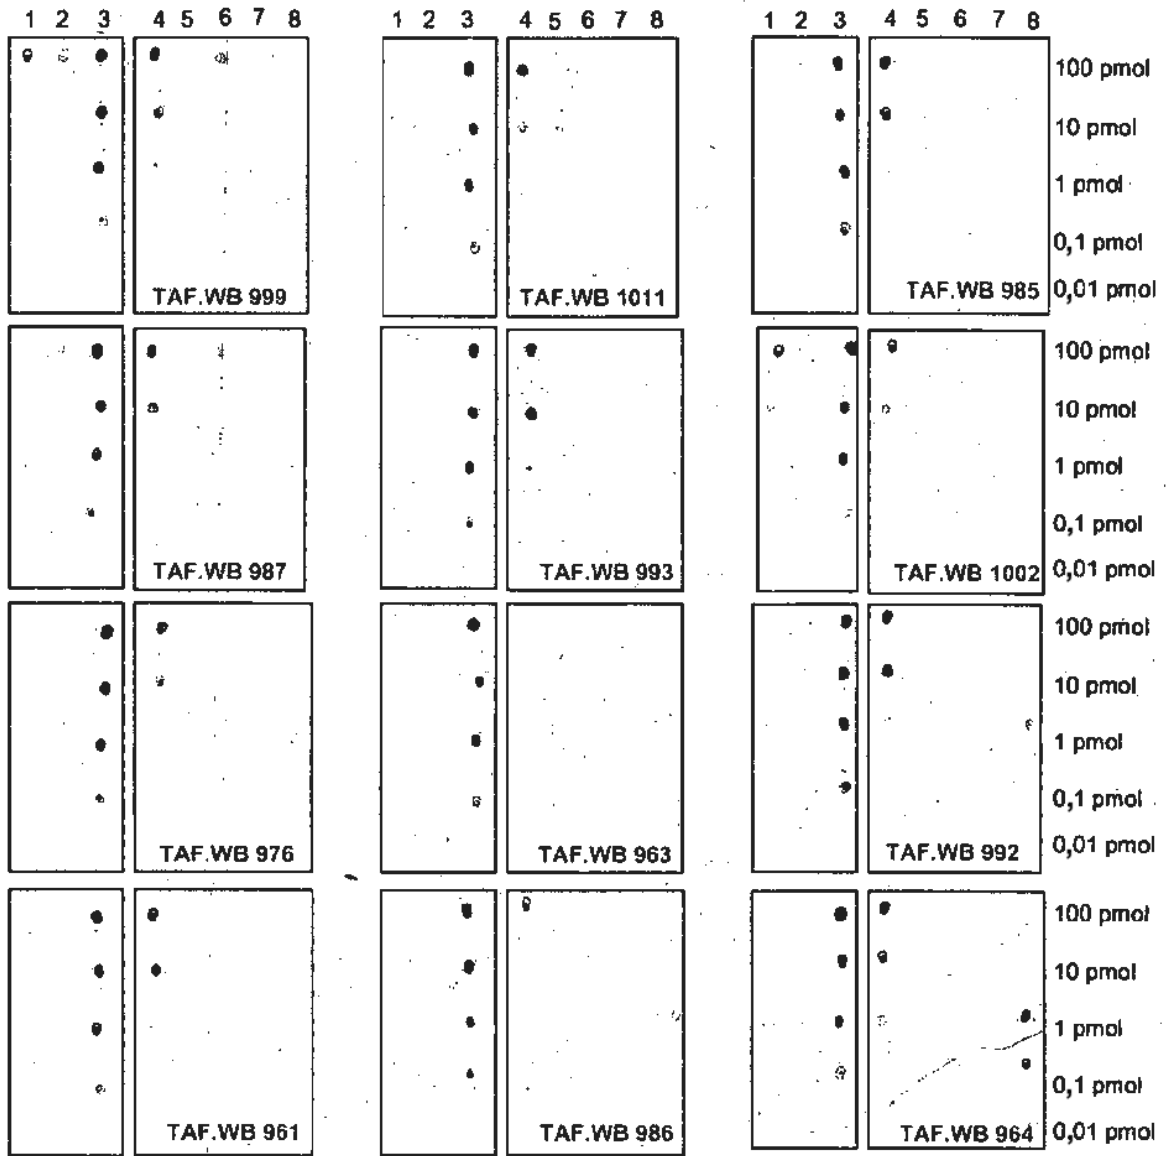 1 2 3 4 5 6 7 8 1 2 3 4 5 6 7 8 1 2 3 4 5 6 7 8
100 pmol
10 pmol
1 pmol
0,1 pmol
TAF.WB 999 TAF.WB 1011 TAF.WB 985 0,01 pmol
100 pmol
10 pmol
1 pmol
0,1 pmol
TAF.WB 987 TAF.WB 993 TAF.WB 1002 0,01 pmol
100 pmol
10 pmol
1 pmol
0,1 pmol
TAF.WB 976 TAF.WB 963 TAF.WB 992 0,01 pmol
100 pmol
10 pmol
1 pmol
0,1 pmol
TAF.WB 961 TAF.WB 986 TAF.WB 964 0,01 pmol